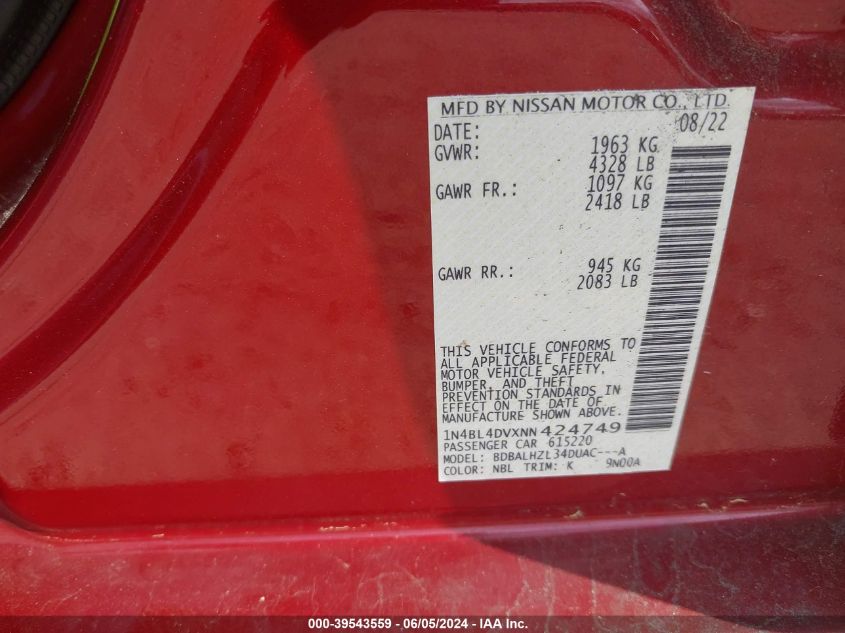 MFD BY NISSAN MOTOR CO., LTD.
DATE: 08/22
GVWR: 1963 KG
4328 LB
GAWR FR.: 1097 KG
2418 LB
GAWR RR.: 945 KG
2083 LB
THIS VEHICLE CONFORMS TO
ALL APPLICABLE FEDERAL
MOTOR VEHICLE SAFETY,
BUMPER, AND THEFT
PREVENTION STANDARDS IN
EFFECT ON THE DATE OF
MANUFACTURE SHOWN ABOVE.
1N4BL4DVXNN424749
PASSENGER CAR 615220
MODEL: BDBALHZL34DUAC---A
COLOR: NBL TRIM: K 9N00A
000-39543559 - 06/05/2024 - IAA Inc.